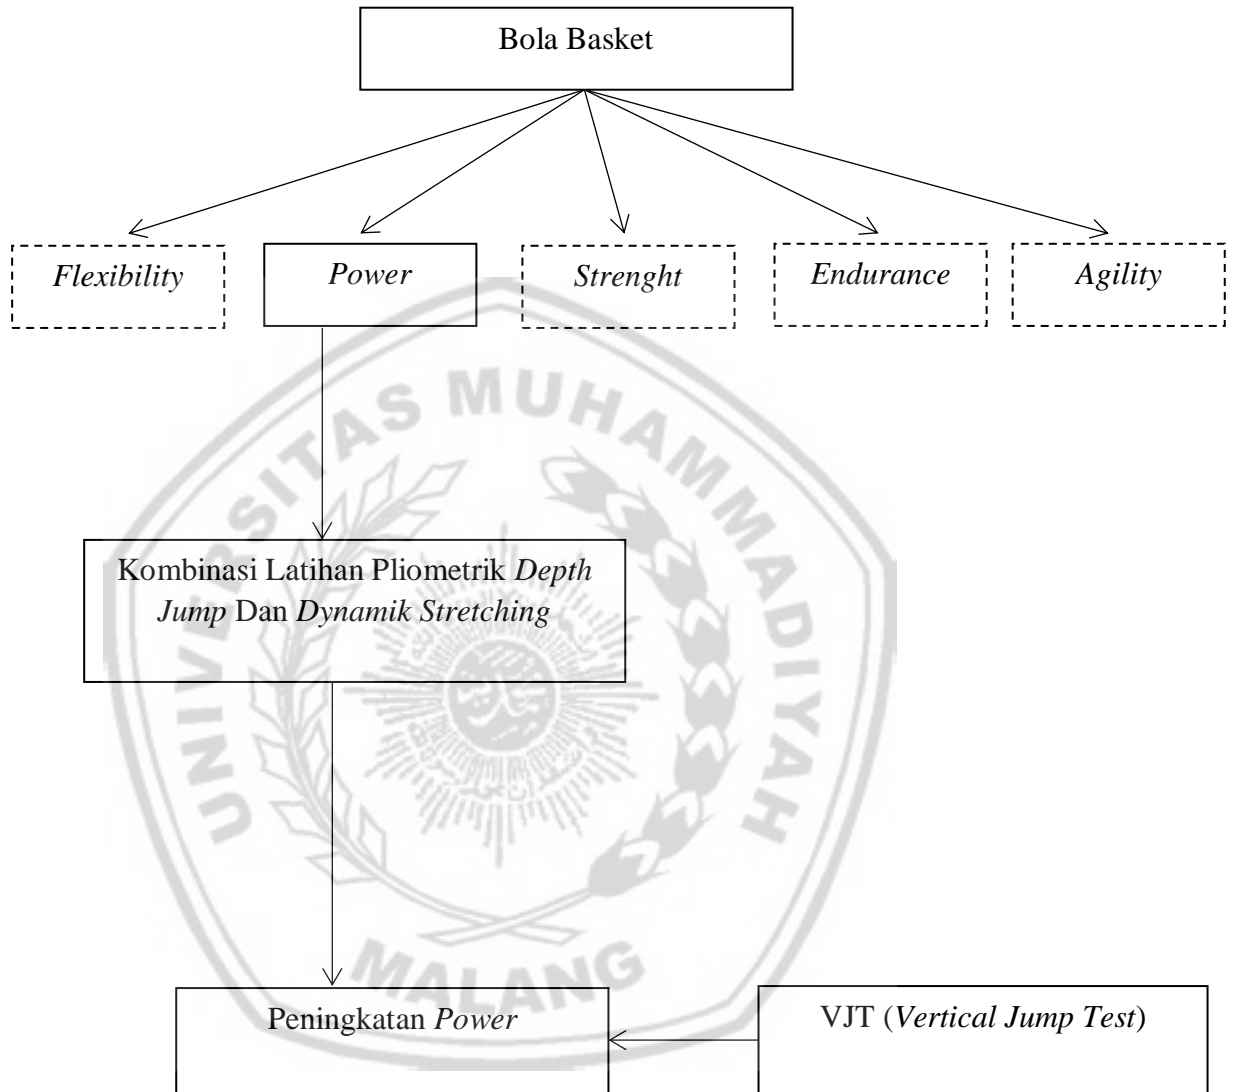 Bola Basket
Flexibility
Power
Strenght
Endurance
Agility
UNIVERSITAS MUHAMMADIYAH
Kombinasi Latihan Pliometrik Depth
Jump Dan Dynamik Stretching
MALANG
Peningkatan Power
VJT (Vertical Jump Test)